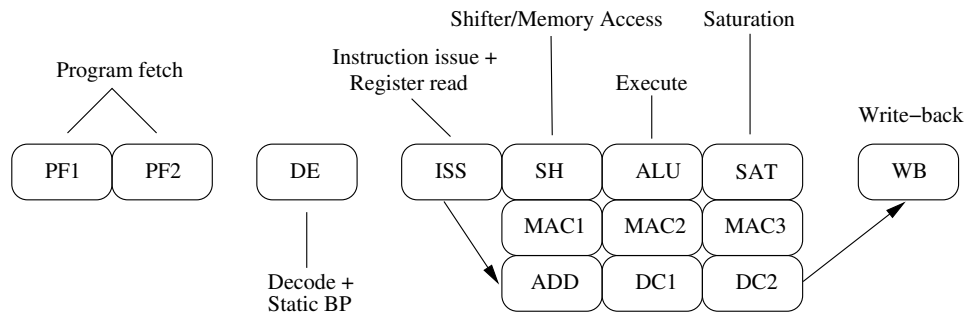 Shifter/Memory Access
Saturation
Instruction issue +
Register read
Program fetch
Execute
Write−back
PF1
PF2
DE
ISS
SH
ALU
SAT
WB
MAC1
MAC2
MAC3
ADD
DC1
DC2
Decode +
Static BP